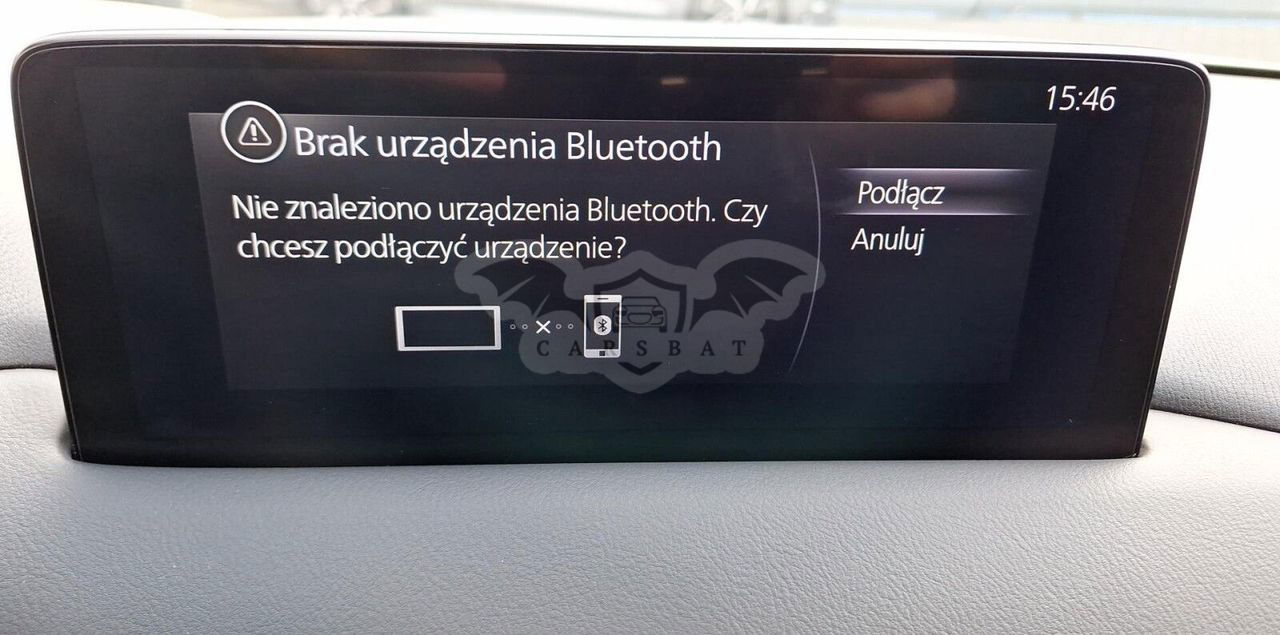 15:46
Brak urządzenia Bluetooth
Nie znaleziono urządzenia Bluetooth. Czy
chcesz podłączyć urządzenie?
Podłącz
Anuluj
CARSBAT